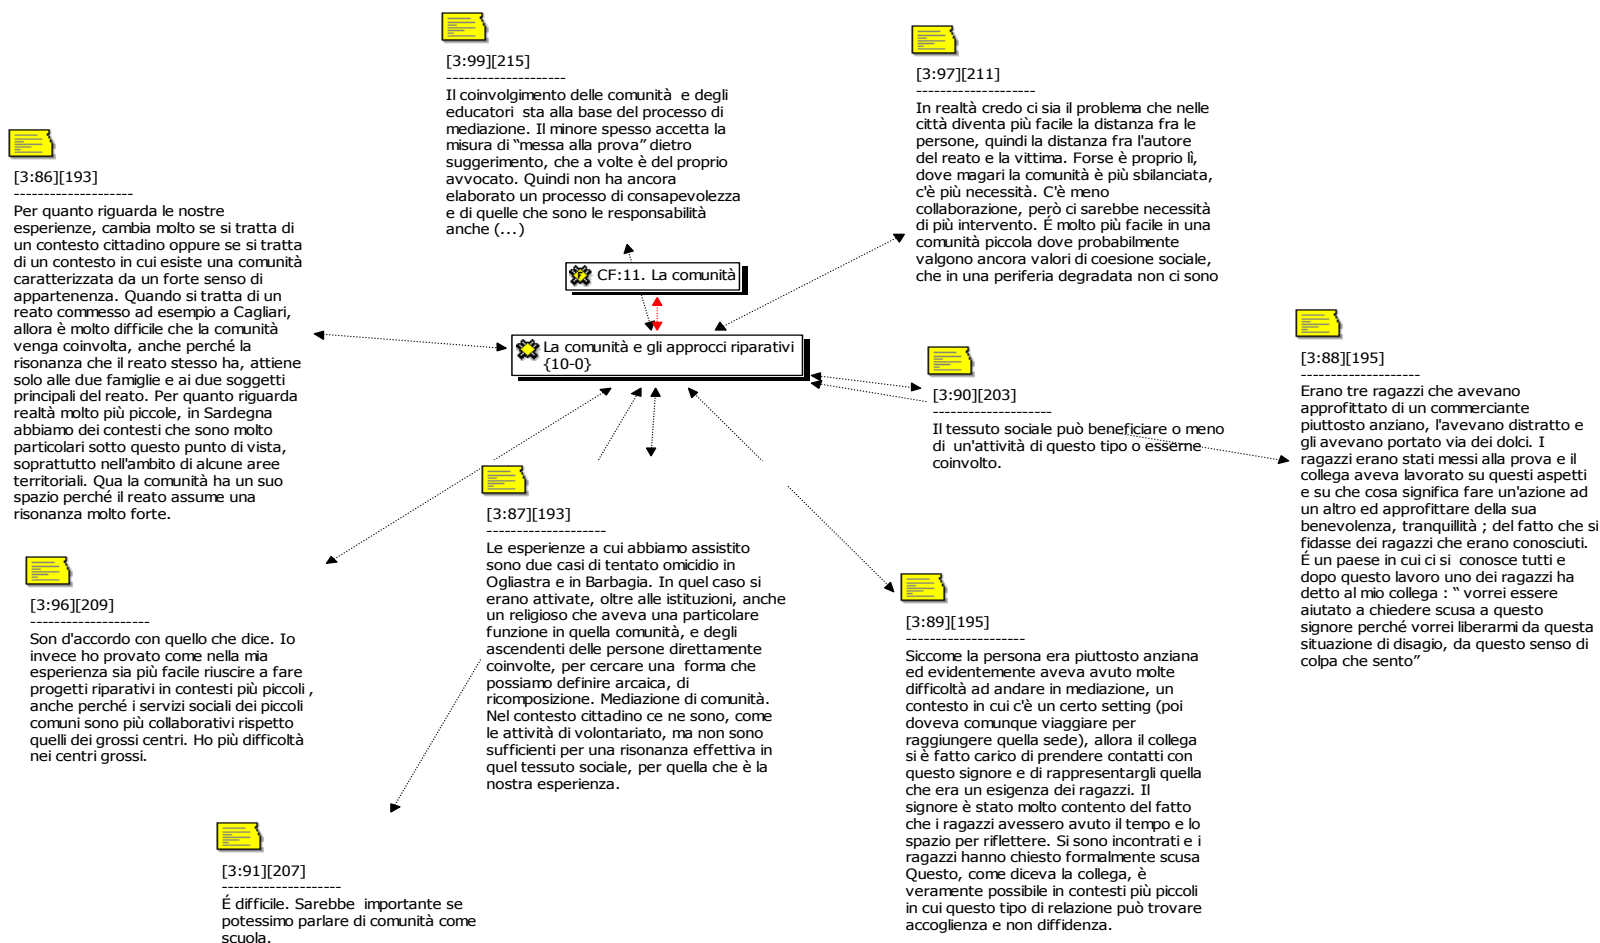 [3:99][215]
--------------------
Il coinvolgimento delle comunità  e degli
educatori  sta alla base del processo di
mediazione. Il minore spesso accetta la
misura di “messa alla prova” dietro
suggerimento, che a volte è del proprio
avvocato. Quindi non ha ancora
elaborato un processo di consapevolezza
e di quelle che sono le responsabilità
anche (...)
[3:97][211]
--------------------
In realtà credo ci sia il problema che nelle
città diventa più facile la distanza fra le
persone, quindi la distanza fra l'autore
del reato e la vittima. Forse è proprio lì,
dove magari la comunità è più sbilanciata,
c'è più necessità. C'è meno
collaborazione, però ci sarebbe necessità
di più intervento. É molto più facile in una
comunità piccola dove probabilmente
valgono ancora valori di coesione sociale,
che in una periferia degradata non ci sono
[3:86][193]
--------------------
Per quanto riguarda le nostre
esperienze, cambia molto se si tratta di
un contesto cittadino oppure se si tratta
di un contesto in cui esiste una comunità
caratterizzata da un forte senso di
appartenenza. Quando si tratta di un
reato commesso ad esempio a Cagliari,
allora è molto difficile che la comunità
venga coinvolta, anche perché la
risonanza che il reato stesso ha, attiene
solo alle due famiglie e ai due soggetti
principali del reato. Per quanto riguarda
realtà molto più piccole, in Sardegna
abbiamo dei contesti che sono molto
particolari sotto questo punto di vista,
soprattutto nell'ambito di alcune aree
territoriali. Qua la comunità ha un suo
spazio perché il reato assume una
risonanza molto forte.
CF:11. La comunità
La comunità e gli approcci riparativi
{10-0}
[3:90][203]
--------------------
Il tessuto sociale può beneficiare o meno
di  un'attività di questo tipo o esserne
coinvolto.
[3:88][195]
--------------------
Erano tre ragazzi che avevano
approfittato di un commerciante
piuttosto anziano, l'avevano distratto e
gli avevano portato via dei dolci. I
ragazzi erano stati messi alla prova e il
collega aveva lavorato su questi aspetti
e su che cosa significa fare un'azione ad
un altro ed approfittare della sua
benevolenza, tranquillità ; del fatto che si
fidasse dei ragazzi che erano conosciuti.
É un paese in cui ci si  conosce tutti e
dopo questo lavoro uno dei ragazzi ha
detto al mio collega : “ vorrei essere
aiutato a chiedere scusa a questo
signore perché vorrei liberarmi da questa
situazione di disagio, da questo senso di
colpa che sento”
[3:87][193]
--------------------
Le esperienze a cui abbiamo assistito
sono due casi di tentato omicidio in
Ogliastra e in Barbagia. In quel caso si
erano attivate, oltre alle istituzioni, anche
un religioso che aveva una particolare
funzione in quella comunità, e degli
ascendenti delle persone direttamente
coinvolte, per cercare una  forma che
possiamo definire arcaica, di
ricomposizione. Mediazione di comunità.
Nel contesto cittadino ce ne sono, come
le attività di volontariato, ma non sono
sufficienti per una risonanza effettiva in
quel tessuto sociale, per quella che è la
nostra esperienza.
[3:96][209]
--------------------
Son d'accordo con quello che dice. Io
invece ho provato come nella mia
esperienza sia più facile riuscire a fare
progetti riparativi in contesti più piccoli ,
anche perché i servizi sociali dei piccoli
comuni sono più collaborativi rispetto
quelli dei grossi centri. Ho più difficoltà
nei centri grossi.
[3:89][195]
--------------------
Siccome la persona era piuttosto anziana
ed evidentemente aveva avuto molte
difficoltà ad andare in mediazione, un
contesto in cui c'è un certo setting (poi
doveva comunque viaggiare per
raggiungere quella sede), allora il collega
si è fatto carico di prendere contatti con
questo signore e di rappresentargli quella
che era un esigenza dei ragazzi. Il
signore è stato molto contento del fatto
che i ragazzi avessero avuto il tempo e lo
spazio per riflettere. Si sono incontrati e i
ragazzi hanno chiesto formalmente scusa
Questo, come diceva la collega, è
veramente possibile in contesti più piccoli
in cui questo tipo di relazione può trovare
accoglienza e non diffidenza.
[3:91][207]
--------------------
É difficile. Sarebbe  importante se
potessimo parlare di comunità come
scuola.